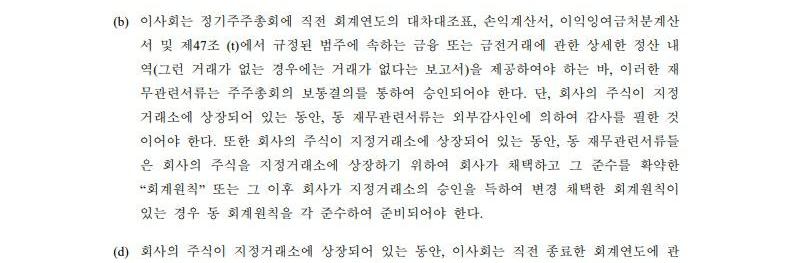 (b) 이사회는 정기주주총회에 직전 회계연도의 대차대조표, 손익계산서, 이익잉여금처분계산
서 및 제47조 (t)에서 규정된 범주에 속하는 금융 또는 금전거래에 관한 상세한 정산 내
역(그런 거래가 없는 경우에는 거래가 없다는 보고서)을 제공하여야 하는 바, 이러한 재
무관련서류는 주주총회의 보통결의를 통하여 승인되어야 한다. 단, 회사의 주식이 지정
거래소에 상장되어 있는 동안, 동 재무관련서류는 외부감사인에 의하여 감사를 필한 것
이어야 한다. 또한 회사의 주식이 지정거래소에 상장되어 있는 동안, 동 재무관련서류들
은 회사의 주식을 지정거래소에 상장하기 위하여 회사가 채택하고 그 준수를 확약한
“회계원칙” 또는 그 이후 회사가 지정거래소의 승인을 득하여 변경 채택한 회계원칙이
있는 경우 동 회계원칙을 각 준수하여 준비되어야 한다.
(d) 회사의 주식이 지정거래소에 상장되어 있는 동안, 이사회는 직전 종료한 회계연도에 관